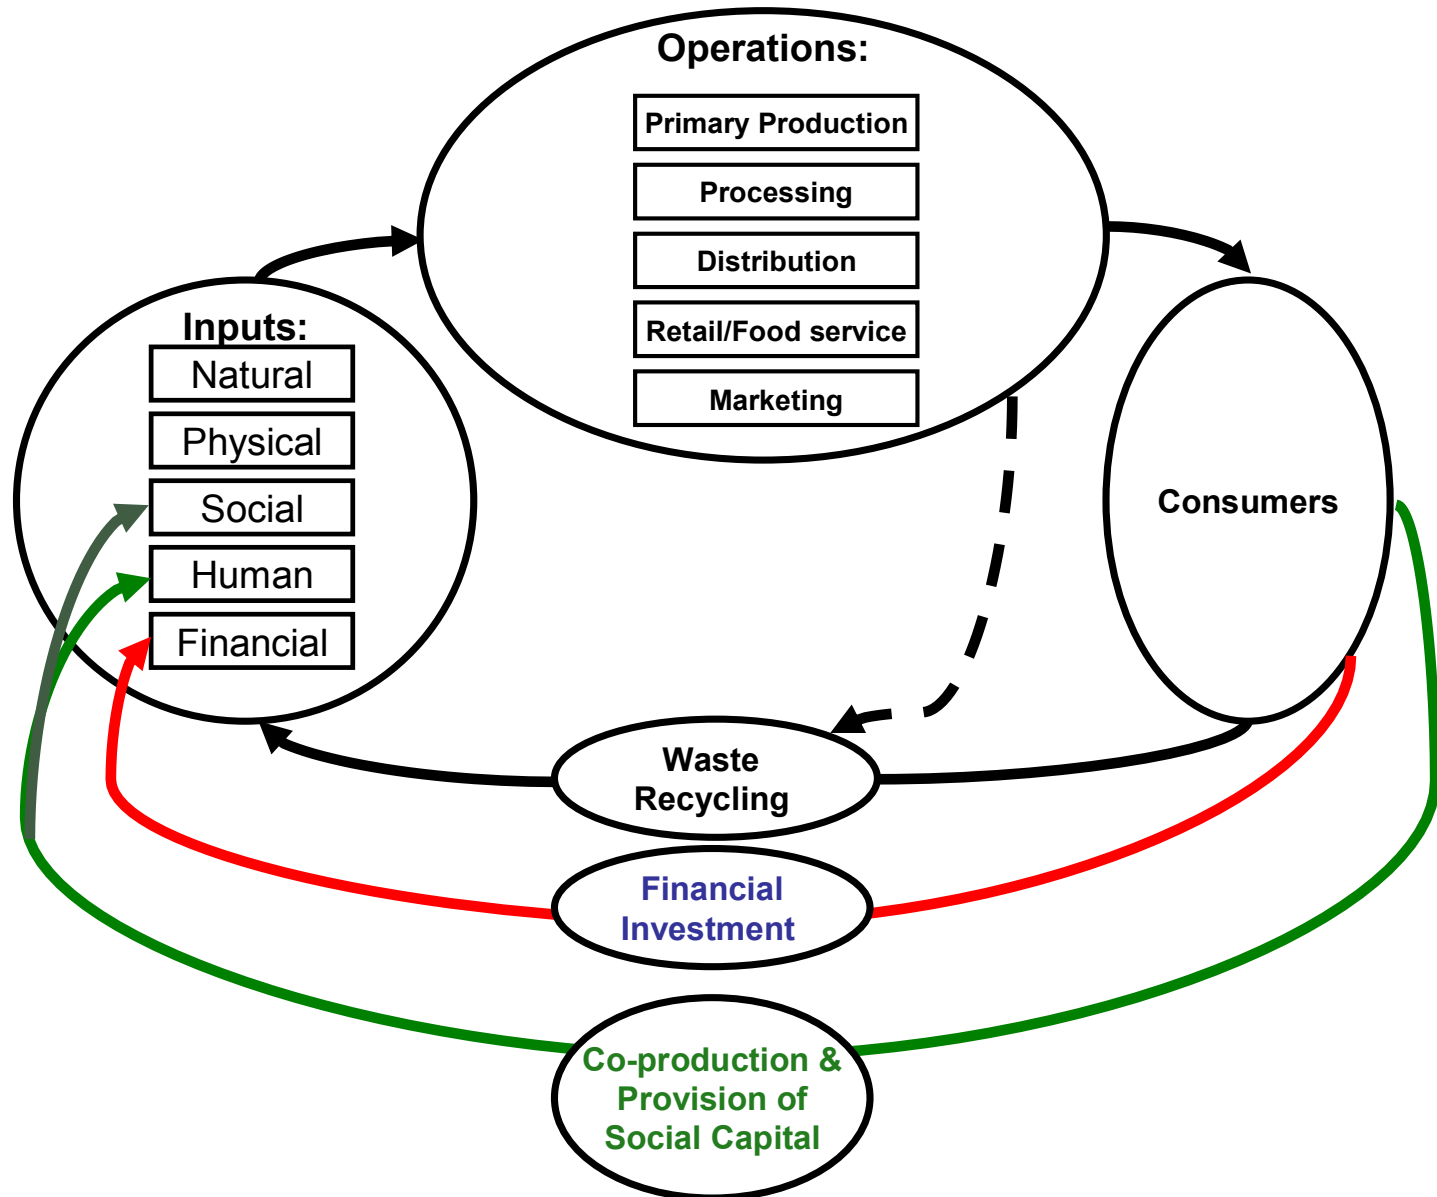 Operations:
Primary Production
Processing
Distribution
Retail/Food service
Marketing
Inputs:
Natural
Physical
Social
Human
Financial
Consumers
Waste
Recycling
Financial
Investment
Co-production &
Provision of
Social Capital